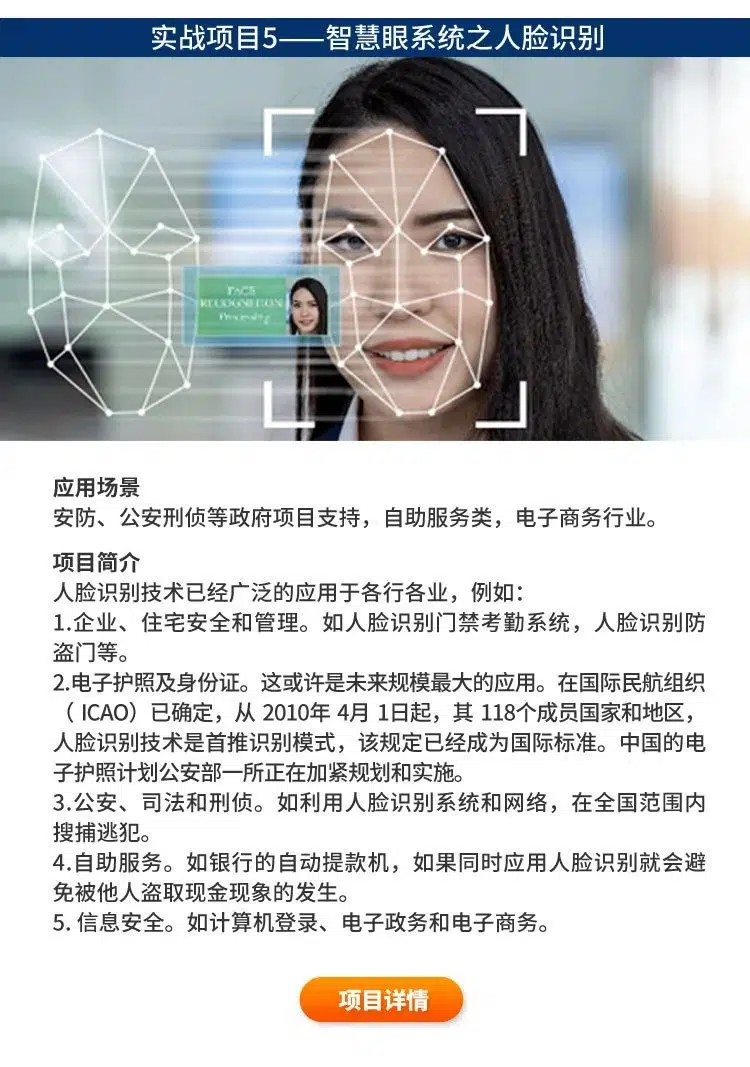 实战项目5——智慧眼系统之人脸识别
FACE
RECOGNITION
Processing
应用场景
安防、公安刑侦等政府项目支持，自助服务类，电子商务行业。
项目简介
人脸识别技术已经广泛的应用于各行各业，例如：
1.企业、住宅安全和管理。如人脸识别门禁考勤系统，人脸识别防
盗门等。
2.电子护照及身份证。这或许是未来规模最大的应用。在国际民航组织
（ ICAO）已确定，从 2010年 4月 1日起，其 118个成员国家和地区，
人脸识别技术是首推识别模式，该规定已经成为国际标准。中国的电
子护照计划公安部一所正在加紧规划和实施。
3.公安、司法和刑侦。如利用人脸识别系统和网络，在全国范围内
搜捕逃犯。
4.自助服务。如银行的自动提款机，如果同时应用人脸识别就会避
免被他人盗取现金现象的发生。
5. 信息安全。如计算机登录、电子政务和电子商务。
项目详情